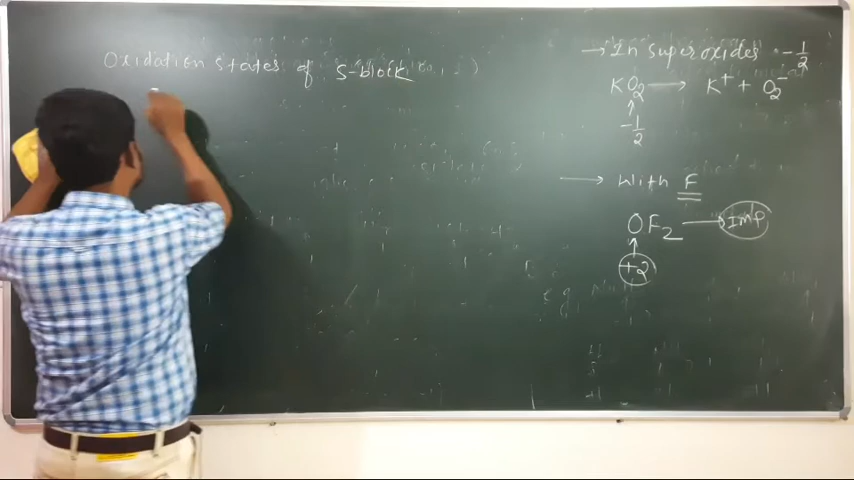 Oxidation states of S-block
→ In superoxides -1/2
KO₂ → K⁺ + O₂⁻
↑
-1/2
→ with F
OF₂ → Imp
↑
+2